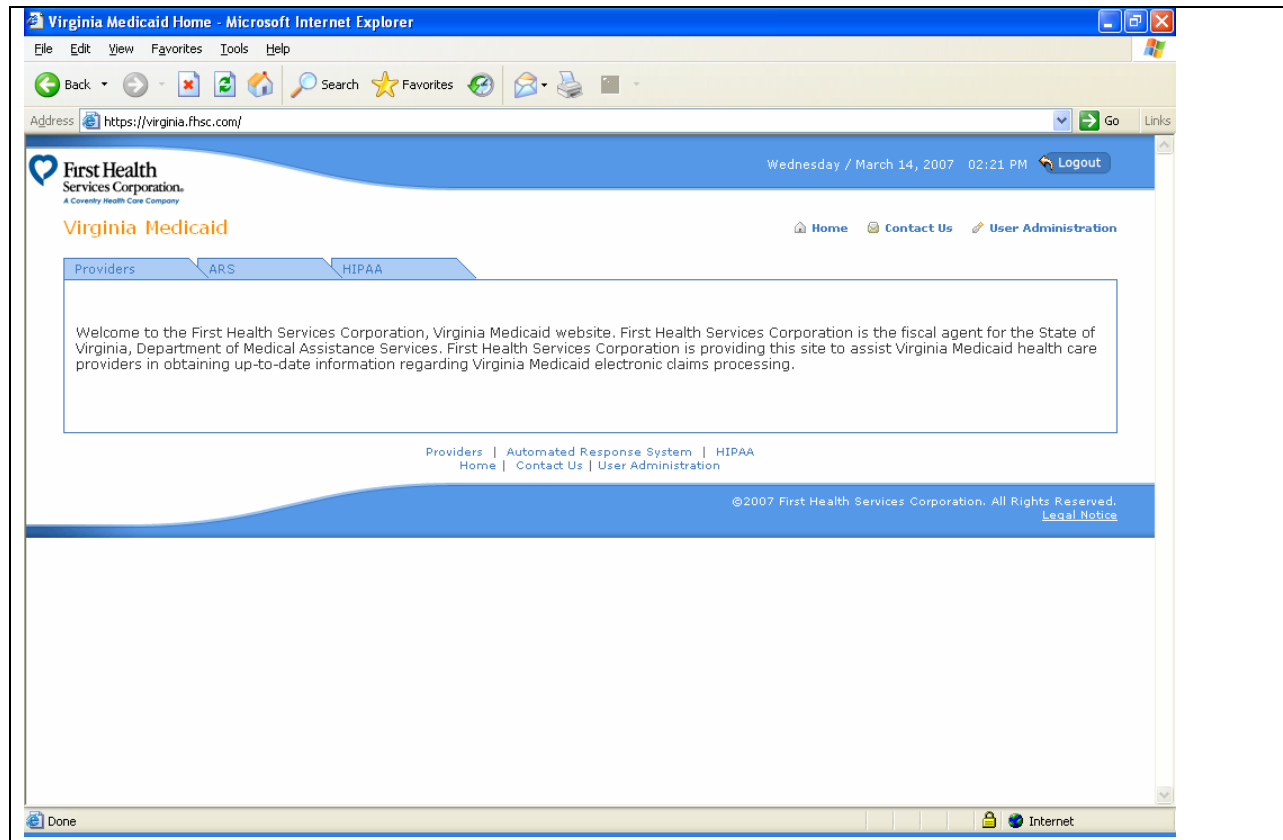 Virginia Medicaid Home - Microsoft Internet Explorer
File Edit View Favorites Tools Help
Back Search Favorites
Address https://virginia.fhsc.com/ Go Links
First Health
Services Corporation.
A Coventry Health Care Company
Wednesday / March 14, 2007 02:21 PM Logout
Virginia Medicaid
Home Contact Us User Administration
Providers ARS HIPAA
Welcome to the First Health Services Corporation, Virginia Medicaid website. First Health Services Corporation is the fiscal agent for the State of
Virginia, Department of Medical Assistance Services. First Health Services Corporation is providing this site to assist Virginia Medicaid health care
providers in obtaining up-to-date information regarding Virginia Medicaid electronic claims processing.
Providers | Automated Response System | HIPAA
Home | Contact Us | User Administration
©2007 First Health Services Corporation. All Rights Reserved.
Legal Notice
Done Internet